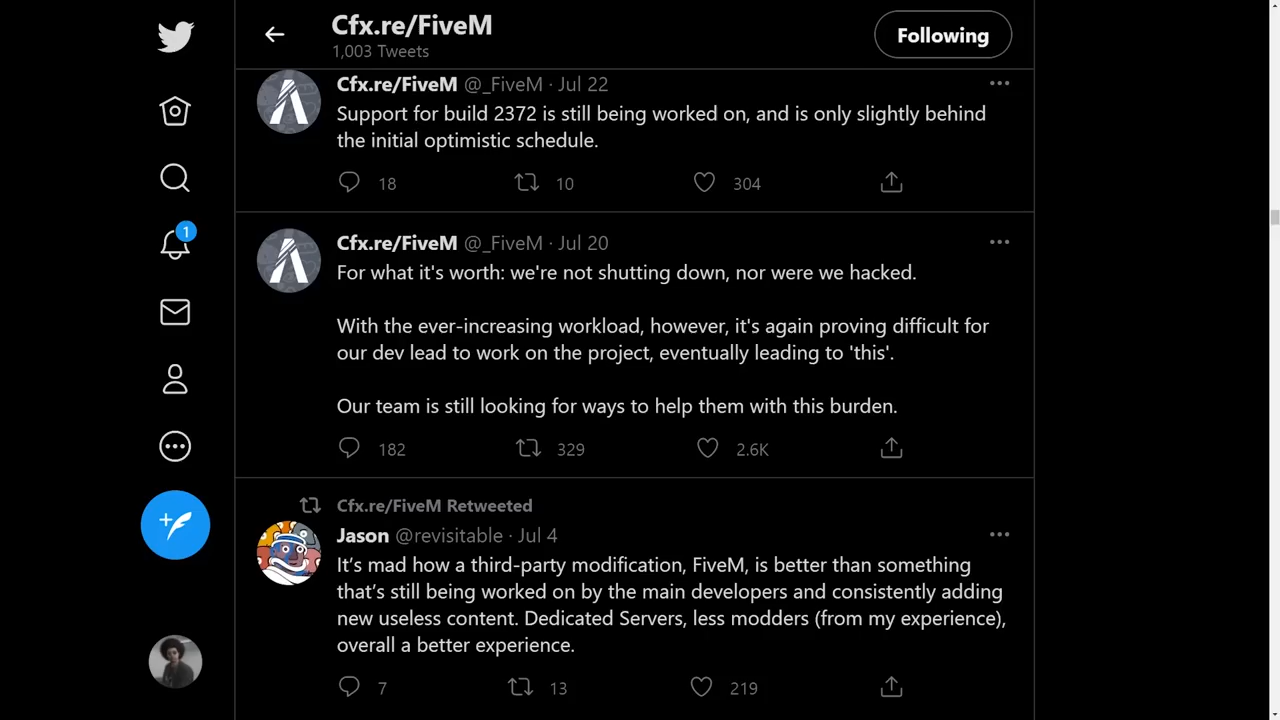 Cfx.re/FiveM
1,003 Tweets
Following
Cfx.re/FiveM @_FiveM · Jul 22
Support for build 2372 is still being worked on, and is only slightly behind
the initial optimistic schedule.
18 10 304
1
Cfx.re/FiveM @_FiveM · Jul 20
For what it's worth: we're not shutting down, nor were we hacked.
With the ever-increasing workload, however, it's again proving difficult for
our dev lead to work on the project, eventually leading to 'this'.
Our team is still looking for ways to help them with this burden.
182 329 2.6K
Cfx.re/FiveM Retweeted
Jason @revisitable · Jul 4
It’s mad how a third-party modification, FiveM, is better than something
that’s still being worked on by the main developers and consistently adding
new useless content. Dedicated Servers, less modders (from my experience),
overall a better experience.
7 13 219